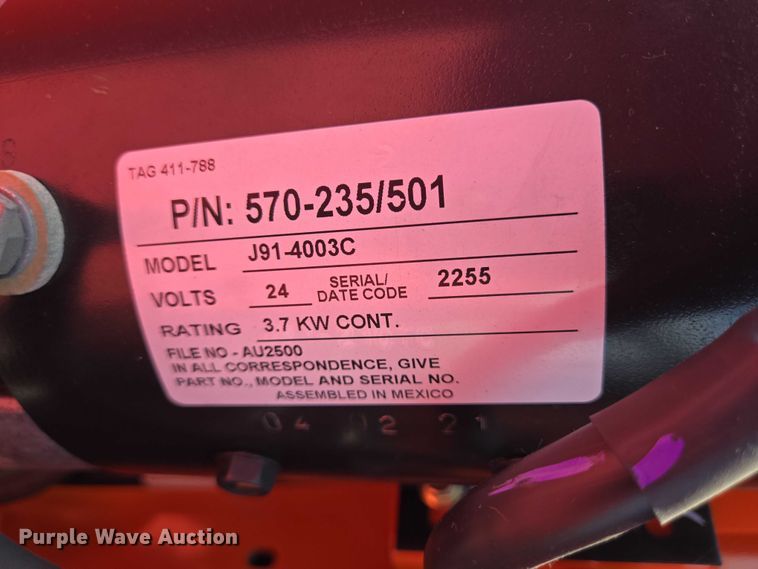 TAG 411-788
P/N: 570-235/501
MODEL J91-4003C
VOLTS 24 SERIAL/ DATE CODE 2255
RATING 3.7 KW CONT.
FILE NO - AU2500
IN ALL CORRESPONDENCE, GIVE
PART NO., MODEL AND SERIAL NO.
ASSEMBLED IN MEXICO
04 02 21
Purple Wave Auction